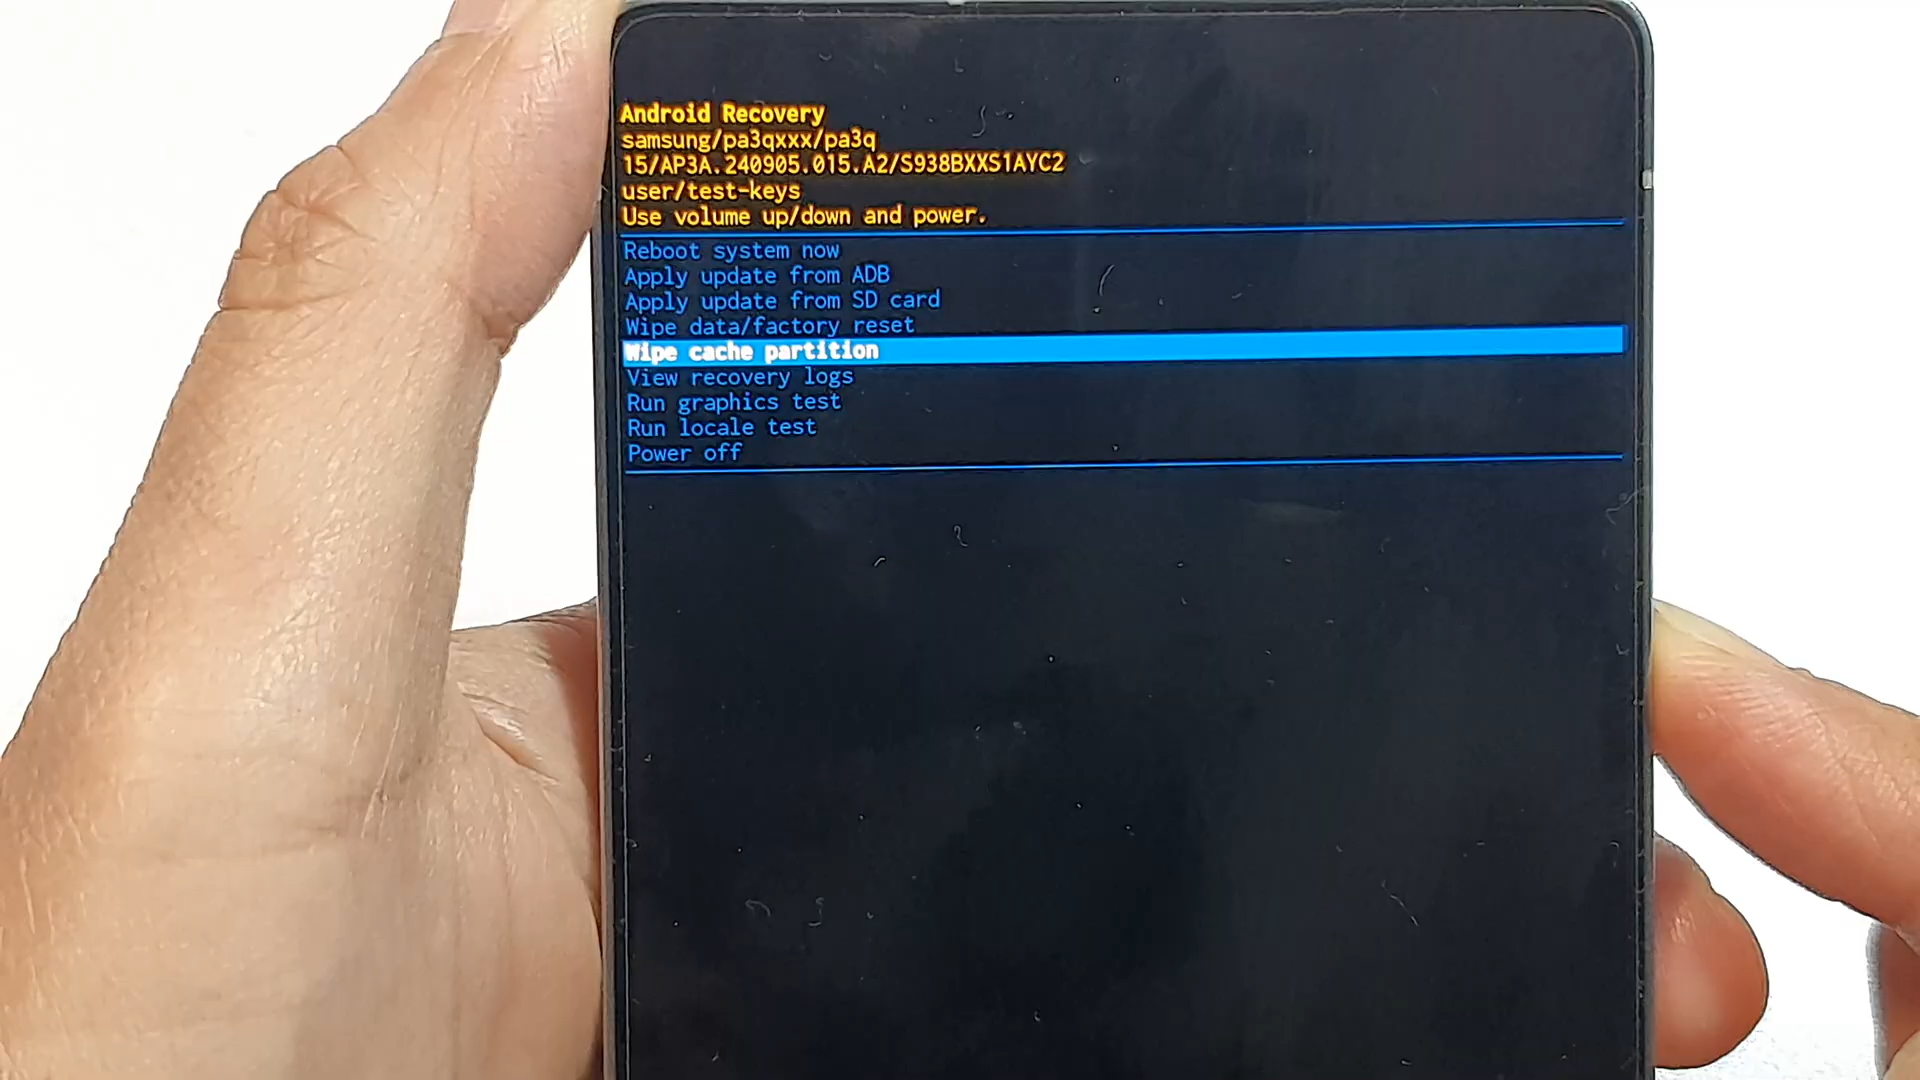 Android Recovery
samsung/pa3qxxx/pa3q
15/AP3A.240905.015.A2/S938BXXS1AYC2
user/test-keys
Use volume up/down and power.
Reboot system now
Apply update from ADB
Apply update from SD card
Wipe data/factory reset
Wipe cache partition
View recovery logs
Run graphics test
Run locale test
Power off